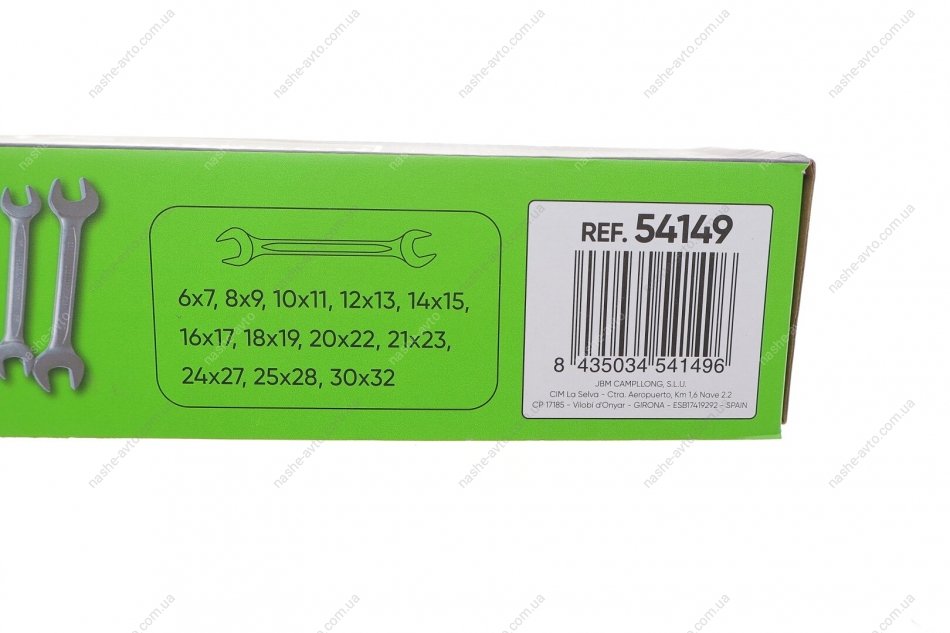 6x7, 8x9, 10x11, 12x13, 14x15,
16x17, 18x19, 20x22, 21x23,
24x27, 25x28, 30x32
REF. 54149
8 435034 541496
JBM CAMPLLONG, S.L.U.
CIM La Selva - Ctra. Aeropuerto, Km 1,6 Nave 2.2
CP 17185 - Vilobi d'Onyar - GIRONA - ESB17419292 - SPAIN
nashe-avto.com.ua